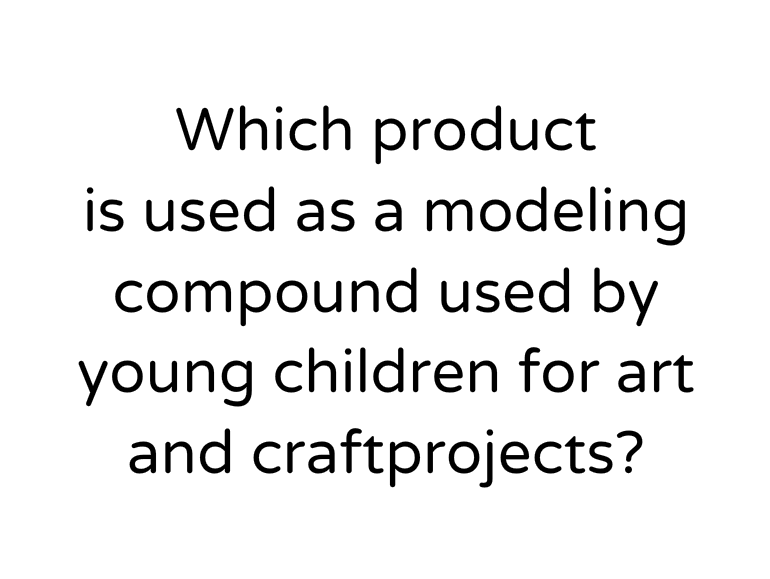 Which product
is used as a modeling
compound used by
young children for art
and craftprojects?